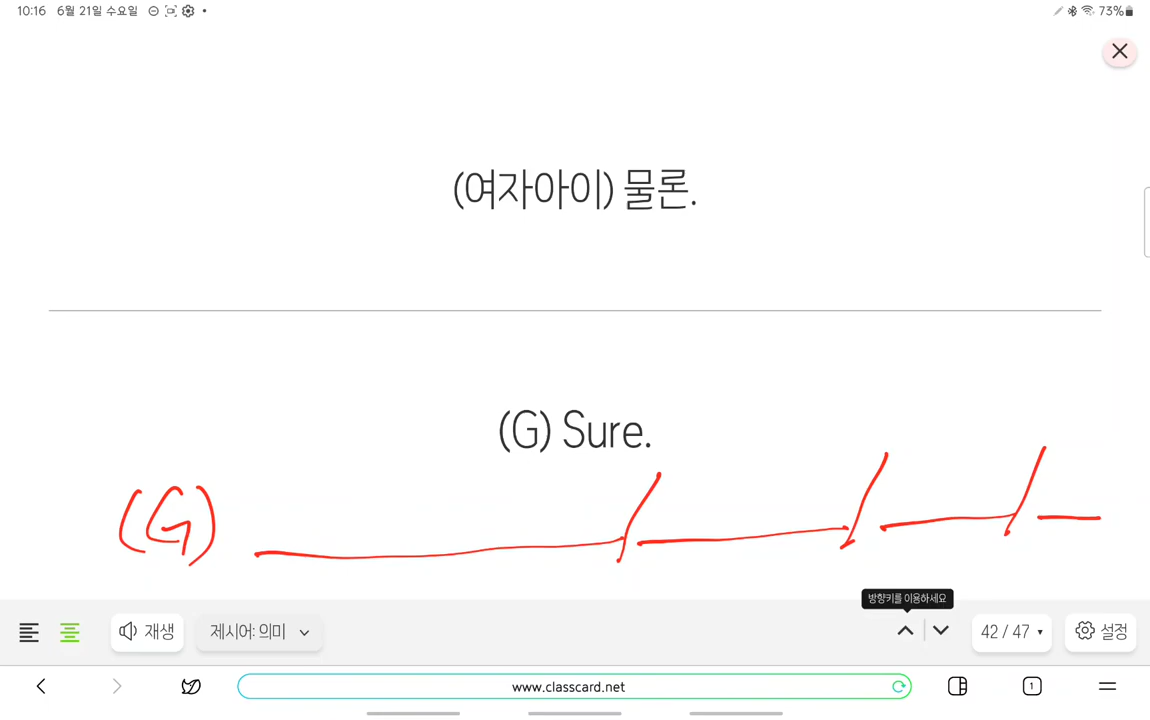 10:16 6월 21일 수요일 73%
(여자아이) 물론.
(G) Sure.
(G)
방향키를 이용하세요
재생 제시어: 의미 42 / 47 설정
www.classcard.net 1